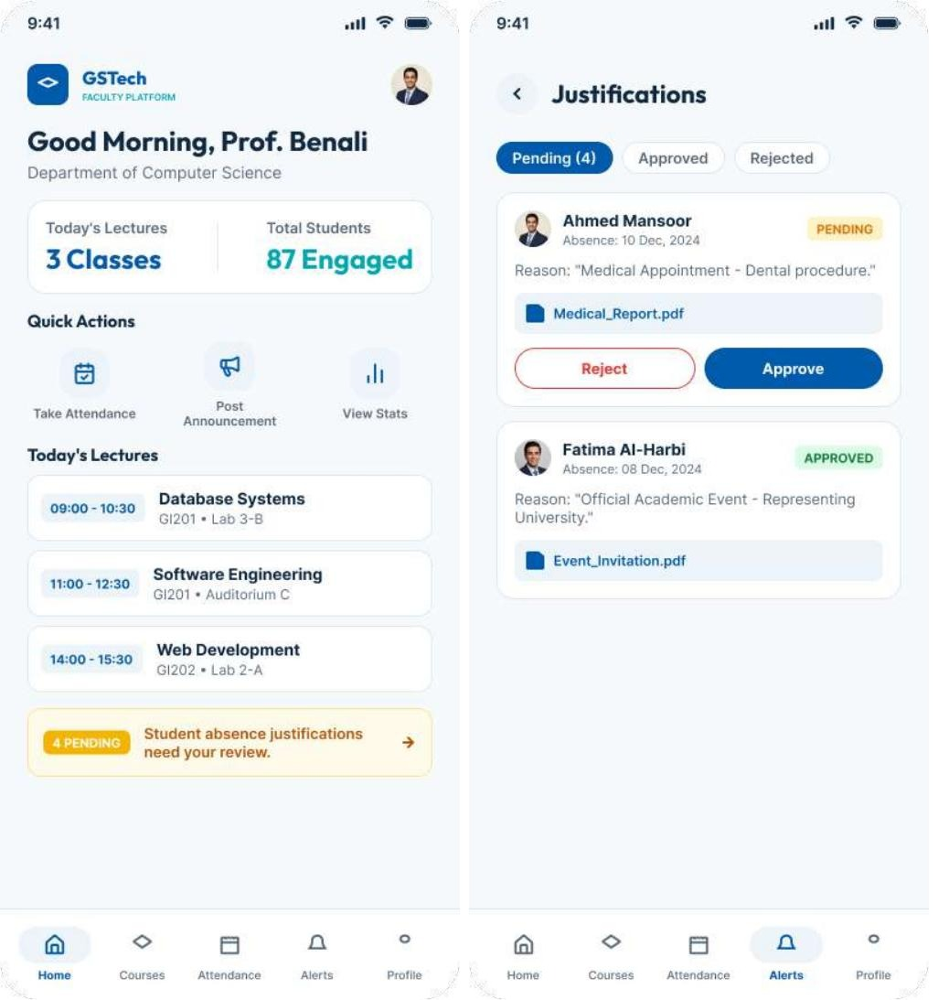 9:41
GSTech
FACULTY PLATFORM
Good Morning, Prof. Benali
Department of Computer Science
Today's Lectures
Total Students
3 Classes
87 Engaged
Quick Actions
Take Attendance
Post
Announcement
View Stats
Today's Lectures
09:00 - 10:30
Database Systems
GI201 • Lab 3-B
11:00 - 12:30
Software Engineering
GI201 • Auditorium C
14:00 - 15:30
Web Development
GI202 • Lab 2-A
4 PENDING
Student absence justifications
need your review.
Home
Courses
Attendance
Alerts
Profile
9:41
Justifications
Pending (4)
Approved
Rejected
Ahmed Mansoor
Absence: 10 Dec, 2024
PENDING
Reason: "Medical Appointment - Dental procedure."
Medical_Report.pdf
Reject
Approve
Fatima Al-Harbi
Absence: 08 Dec, 2024
APPROVED
Reason: "Official Academic Event - Representing
University."
Event_Invitation.pdf
Home
Courses
Attendance
Alerts
Profile